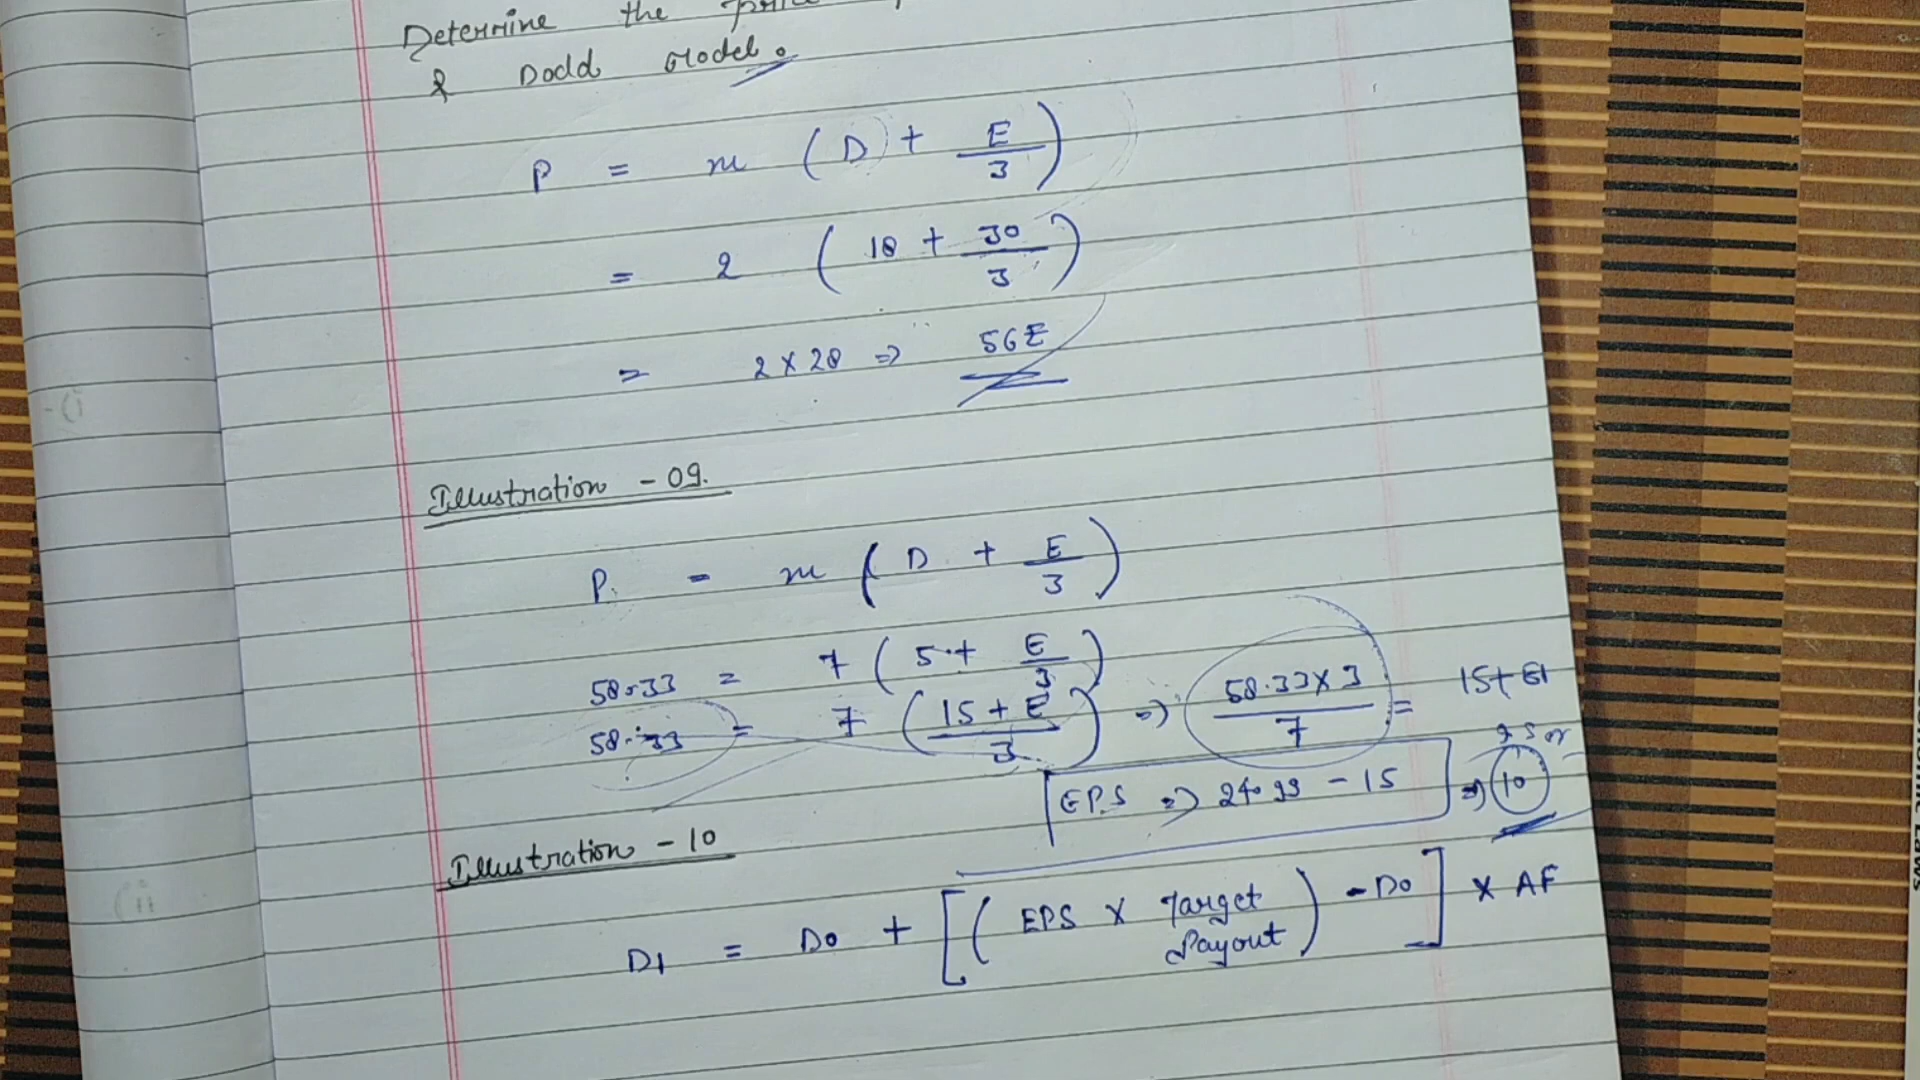 Determine the price
& Dodd Model.
P = m ( D + E/3 )
= 2 ( 18 + 30/3 )
= 2 X 28 => 56₹
Illustration - 09.
P = m ( D + E/3 )
58.33 = 7 ( 5 + E/3 )
58.33 = 7 ( 15 + E / 3 ) => 58.33 X 3 / 7 = 15 + E
EPS => 24.99 - 15 => 10
Illustration - 10
D1 = D0 + [ ( EPS X Target Payout ) - D0 ] X AF